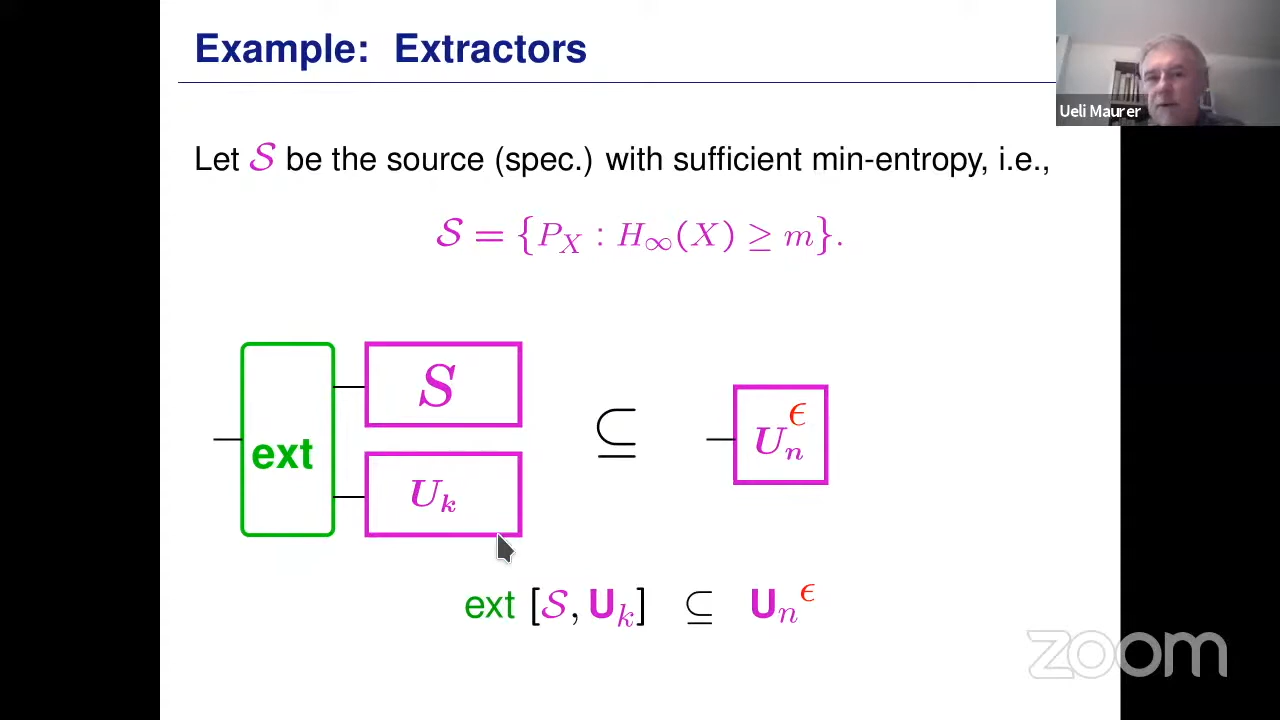 Example: Extractors
Ueli Maurer
Let 𝒮 be the source (spec.) with sufficient min-entropy, i.e.,
𝒮 = {P_X : H_∞(X) ≥ m}.
ext
S
U_k
⊆
U_n^ϵ
ext [𝒮, U_k] ⊆ U_n^ϵ
zoom